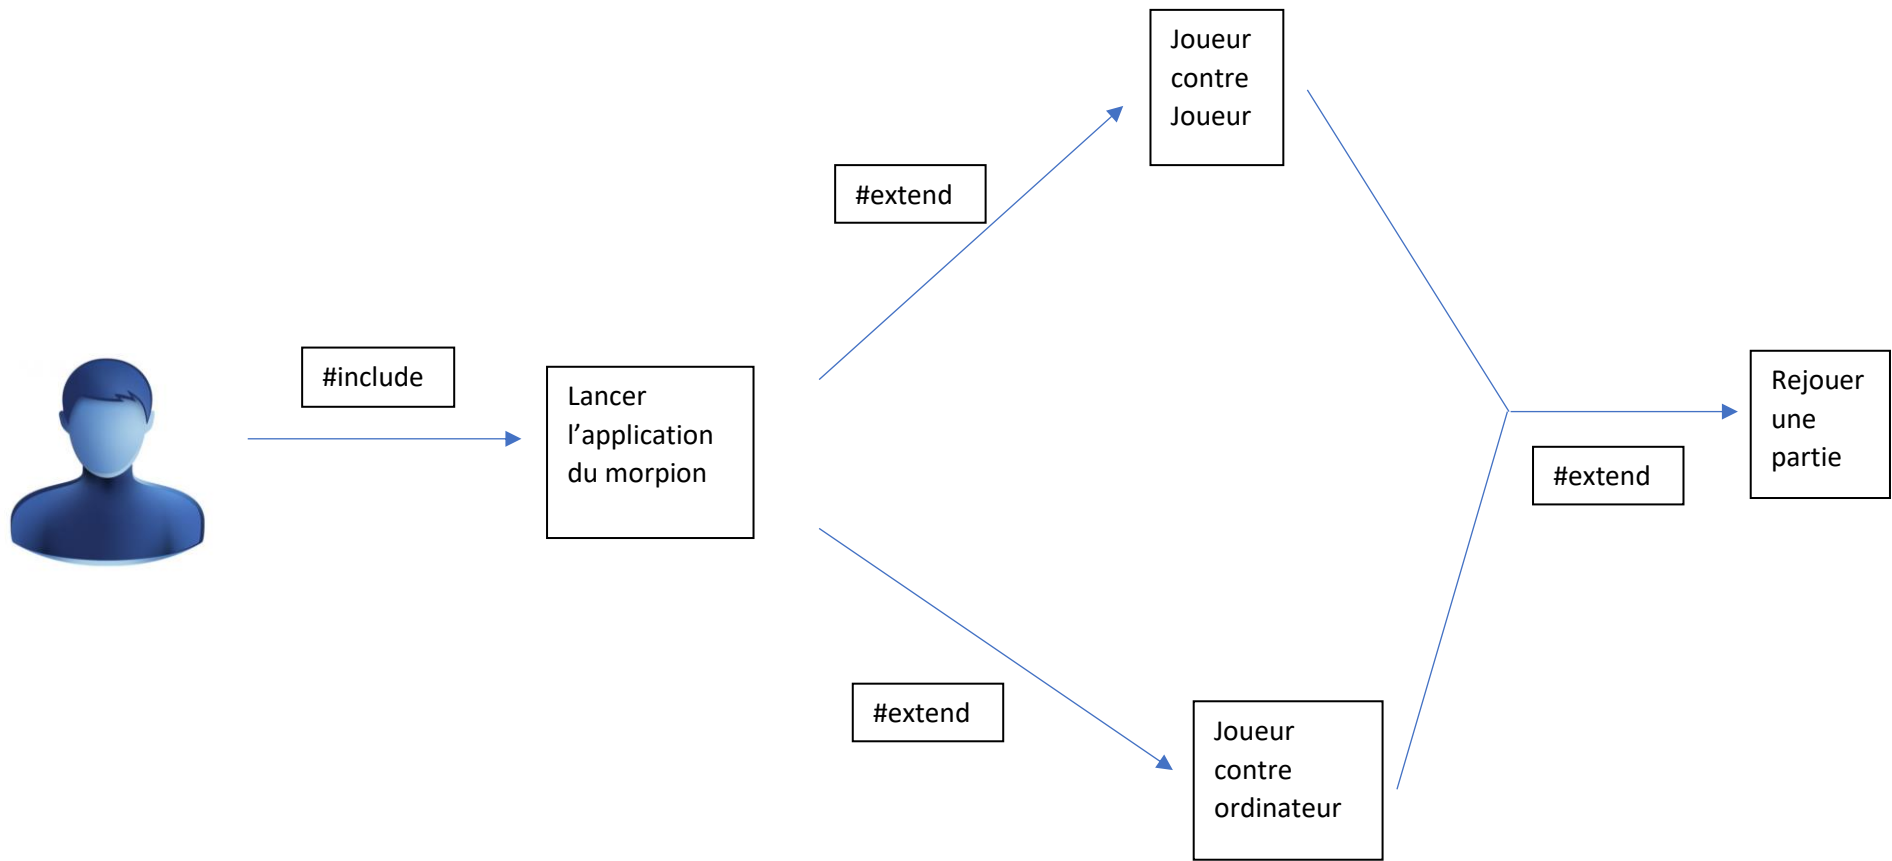 #include
Lancer
l’application
du morpion
#extend
Joueur
contre
Joueur
#extend
Joueur
contre
ordinateur
#extend
Rejouer
une
partie